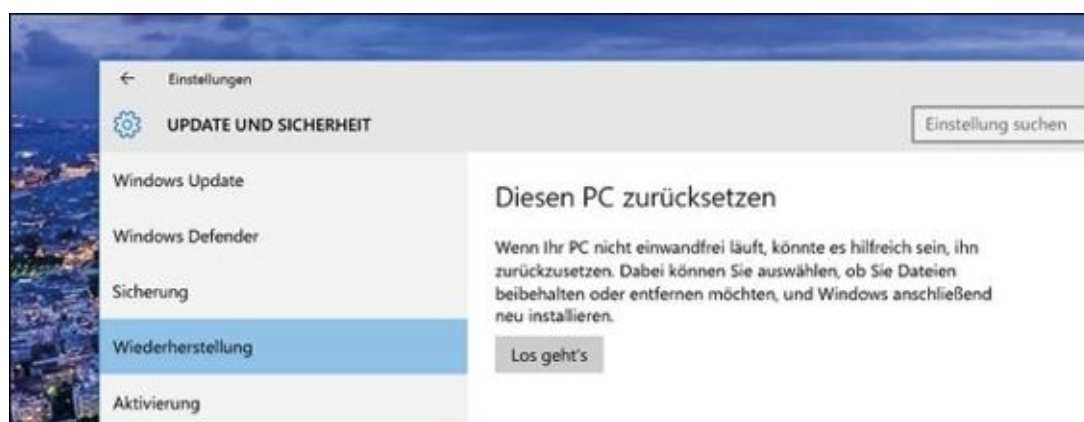 Einstellungen
UPDATE UND SICHERHEIT
Einstellung suchen
Windows Update
Windows Defender
Sicherung
Wiederherstellung
Aktivierung
Diesen PC zurücksetzen
Wenn Ihr PC nicht einwandfrei läuft, könnte es hilfreich sein, ihn
zurückzusetzen. Dabei können Sie auswählen, ob Sie Dateien
beibehalten oder entfernen möchten, und Windows anschließend
neu installieren.
Los geht's